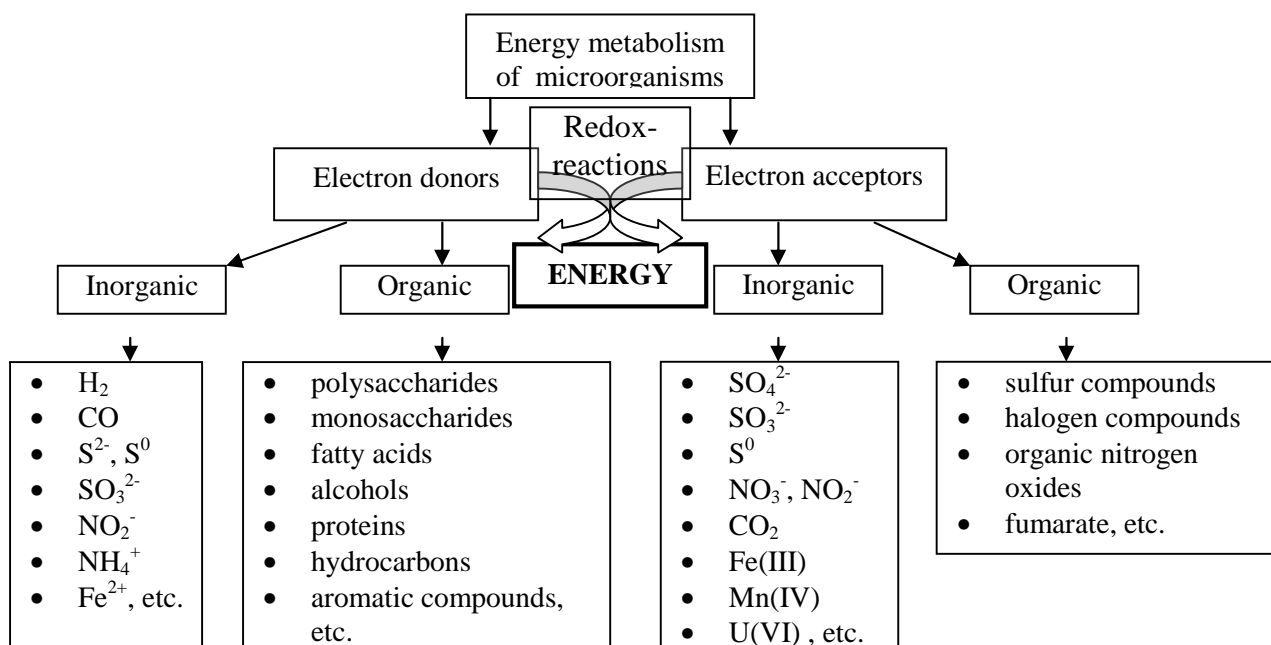 Energy metabolism
of microorganisms
Redox-
reactions
Electron donors
Electron acceptors
ENERGY
Inorganic
Organic
Inorganic
Organic
• H₂
• CO
• S²⁻, S⁰
• SO₃²⁻
• NO₂⁻
• NH₄⁺
• Fe²⁺, etc.
• polysaccharides
• monosaccharides
• fatty acids
• alcohols
• proteins
• hydrocarbons
• aromatic compounds,
etc.
• SO₄²⁻
• SO₃²⁻
• S⁰
• NO₃⁻, NO₂⁻
• CO₂
• Fe(III)
• Mn(IV)
• U(VI) , etc.
• sulfur compounds
• halogen compounds
• organic nitrogen
oxides
• fumarate, etc.